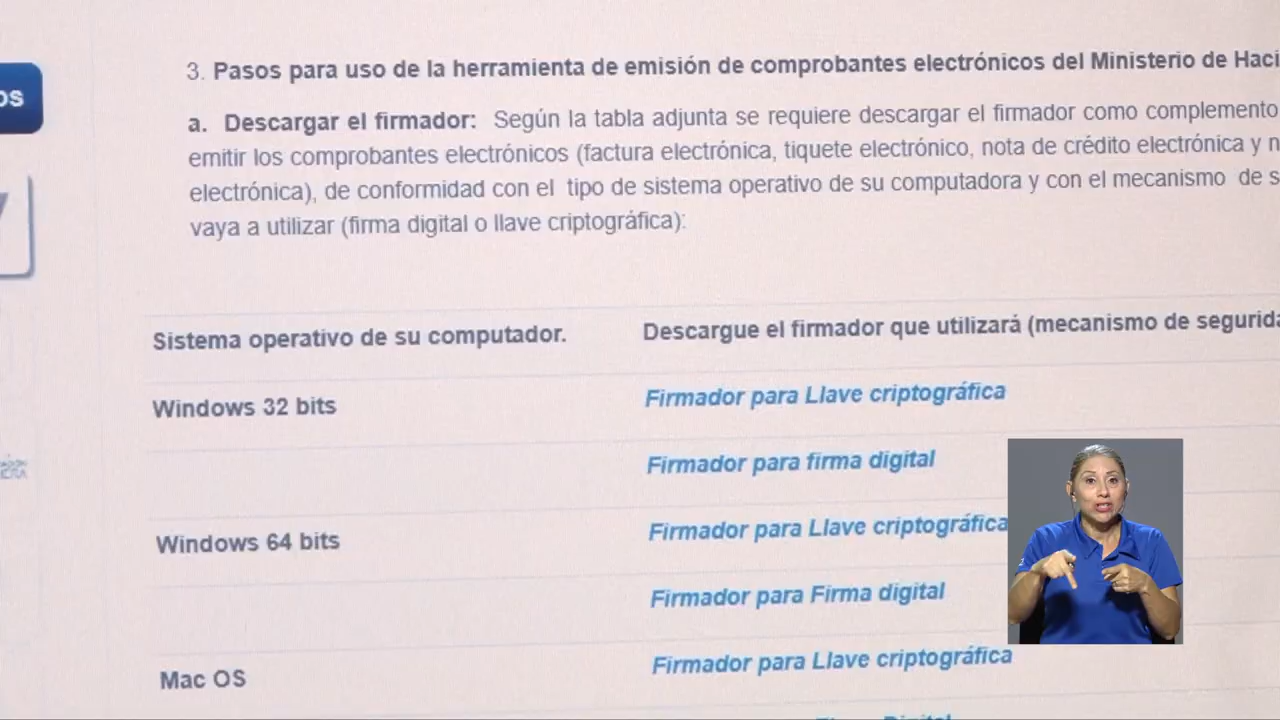 os
3. Pasos para uso de la herramienta de emisión de comprobantes electrónicos del Ministerio de Haci
a. Descargar el firmador: Según la tabla adjunta se requiere descargar el firmador como complemento
emitir los comprobantes electrónicos (factura electrónica, tiquete electrónico, nota de crédito electrónica y n
electrónica), de conformidad con el tipo de sistema operativo de su computadora y con el mecanismo de s
vaya a utilizar (firma digital o llave criptográfica):
Sistema operativo de su computador. Descargue el firmador que utilizará (mecanismo de segurida
Windows 32 bits Firmador para Llave criptográfica
Firmador para firma digital
Windows 64 bits Firmador para Llave criptográfica
Firmador para Firma digital
Mac OS Firmador para Llave criptográfica